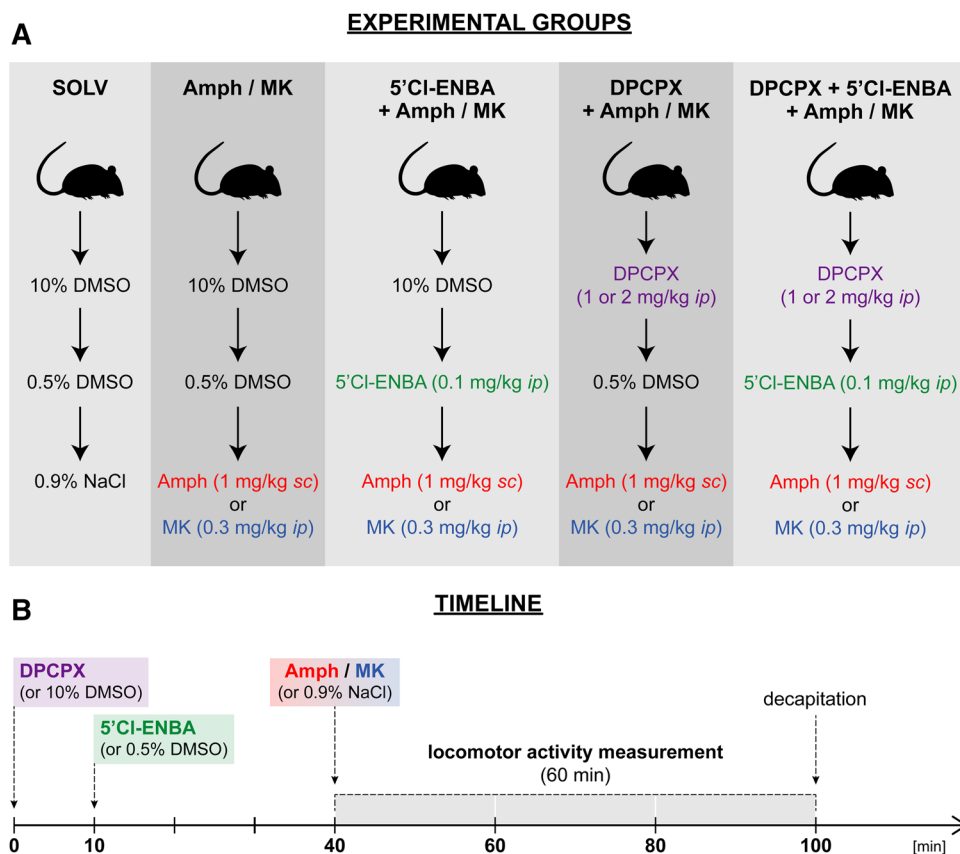 EXPERIMENTAL GROUPS
A
SOLV
10% DMSO
0.5% DMSO
0.9% NaCl
Amph / MK
10% DMSO
0.5% DMSO
Amph (1 mg/kg sc)
or
MK (0.3 mg/kg ip)
5’Cl-ENBA
+ Amph / MK
10% DMSO
5’Cl-ENBA (0.1 mg/kg ip)
Amph (1 mg/kg sc)
or
MK (0.3 mg/kg ip)
DPCPX
+ Amph / MK
DPCPX
(1 or 2 mg/kg ip)
0.5% DMSO
Amph (1 mg/kg sc)
or
MK (0.3 mg/kg ip)
DPCPX + 5’Cl-ENBA
+ Amph / MK
DPCPX
(1 or 2 mg/kg ip)
5’Cl-ENBA (0.1 mg/kg ip)
Amph (1 mg/kg sc)
or
MK (0.3 mg/kg ip)
B
TIMELINE
DPCPX
(or 10% DMSO)
5’Cl-ENBA
(or 0.5% DMSO)
Amph / MK
(or 0.9% NaCl)
locomotor activity measurement
(60 min)
decapitation
0 10 40 60 80 100 [min]